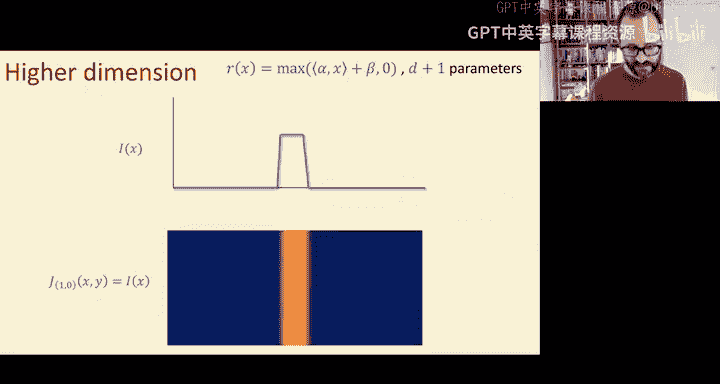 GPT中英字幕课程资源
Higher dimension
r(x) = max(⟨α, x⟩ + β, 0) , d + 1 parameters
I(x)
J(1,0)(x, y) = I(x)